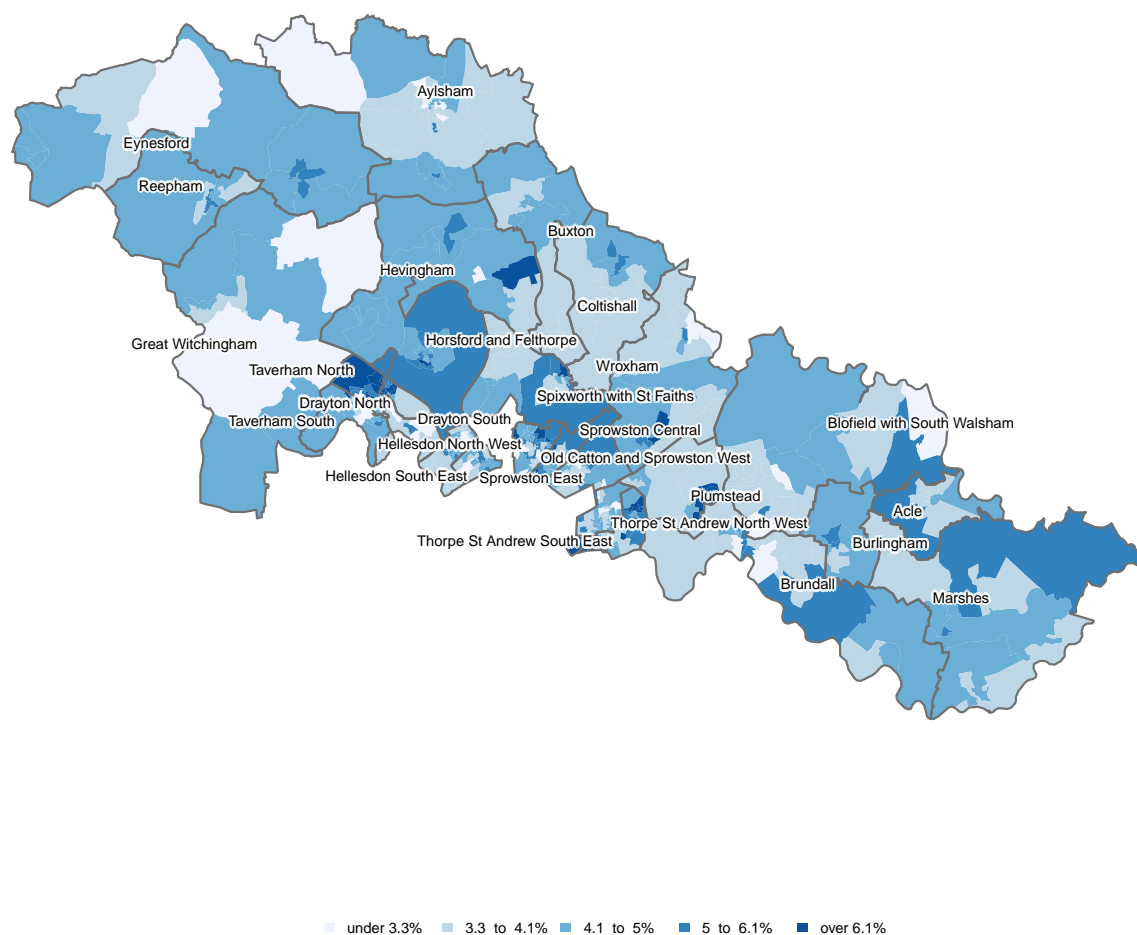 Aylsham
Eynesford
Reepham
Buxton
Hevingham
Coltishall
Great Witchingham
Horsford and Felthorpe
Taverham North
Wroxham
Drayton North
Spixworth with St Faiths
Taverham South
Drayton South
Blofield with South Walsham
Sprowston Central
Hellesdon North West
Old Catton and Sprowston West
Hellesdon South East
Sprowston East
Plumstead
Acle
Thorpe St Andrew North West
Thorpe St Andrew South East
Burlingham
Brundall
Marshes
under 3.3% 3.3 to 4.1% 4.1 to 5% 5 to 6.1% over 6.1%